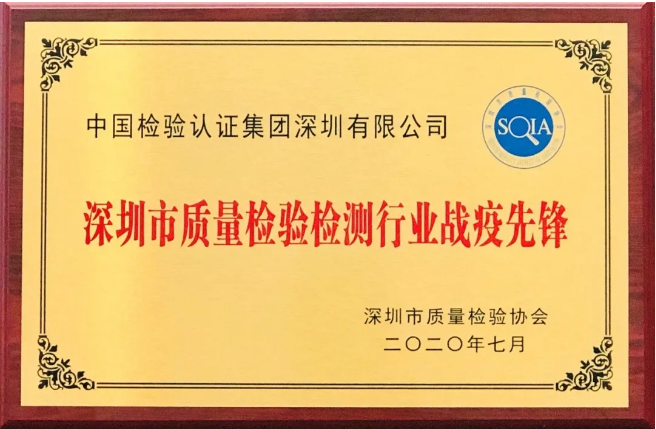 中国检验认证集团深圳有限公司
SQIA
深圳市质量检验检测行业战疫先锋
深圳市质量检验协会
二〇二〇年七月